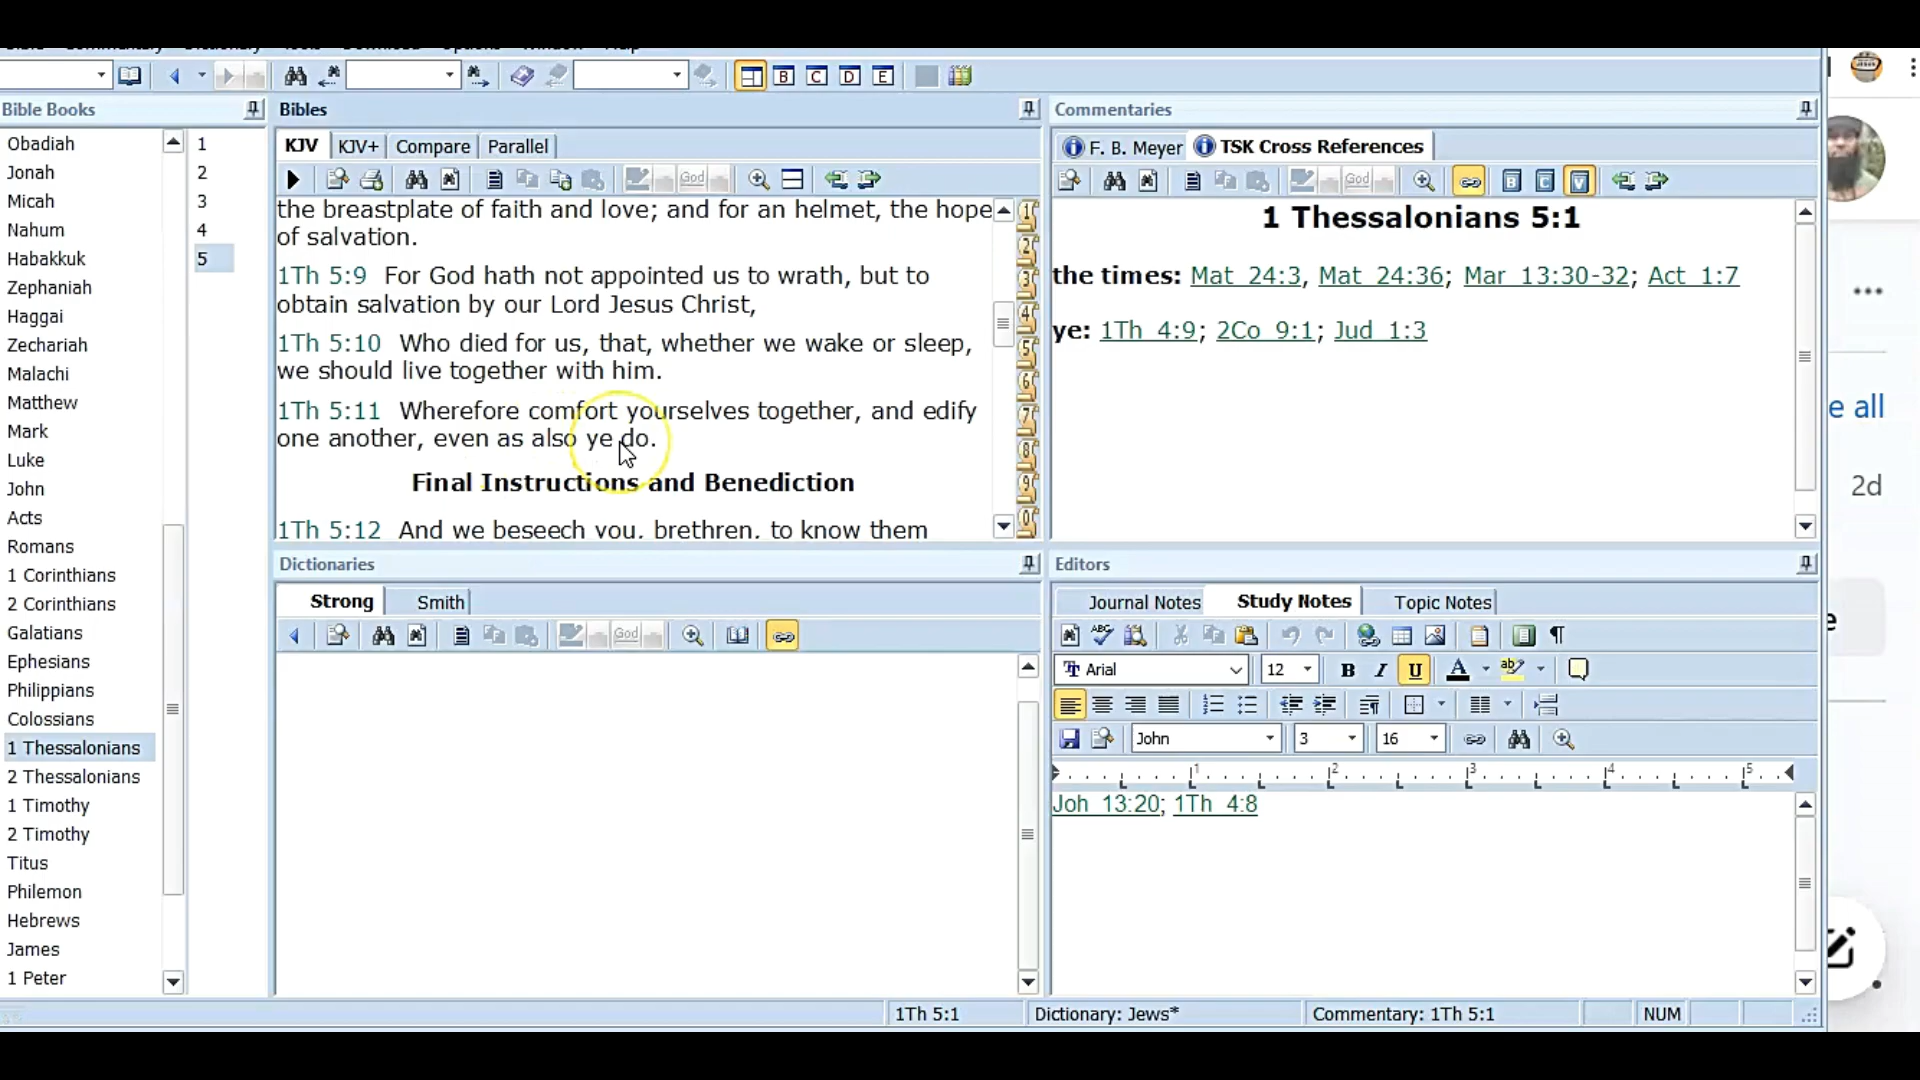 Bible Books
Obadiah
Jonah
Micah
Nahum
Habakkuk
Zephaniah
Haggai
Zechariah
Malachi
Matthew
Mark
Luke
John
Acts
Romans
1 Corinthians
2 Corinthians
Galatians
Ephesians
Philippians
Colossians
1 Thessalonians
2 Thessalonians
1 Timothy
2 Timothy
Titus
Philemon
Hebrews
James
1 Peter
1
2
3
4
5
Bibles
KJV KJV+ Compare Parallel
God
the breastplate of faith and love; and for an helmet, the hope
of salvation.
1Th 5:9 For God hath not appointed us to wrath, but to
obtain salvation by our Lord Jesus Christ,
1Th 5:10 Who died for us, that, whether we wake or sleep,
we should live together with him.
1Th 5:11 Wherefore comfort yourselves together, and edify
one another, even as also ye do.
Final Instructions and Benediction
1Th 5:12 And we beseech you, brethren, to know them
Commentaries
F. B. Meyer TSK Cross References
God
1 Thessalonians 5:1
the times: Mat 24:3, Mat 24:36; Mar 13:30-32; Act 1:7
ye: 1Th 4:9; 2Co 9:1; Jud 1:3
Dictionaries
Strong Smith
God
Editors
Journal Notes Study Notes Topic Notes
Arial 12 B I U A ab
John 3 16
1 2 3 4 5
Joh 13:20; 1Th 4:8
1Th 5:1 Dictionary: Jews* Commentary: 1Th 5:1 NUM
e all
2d
e